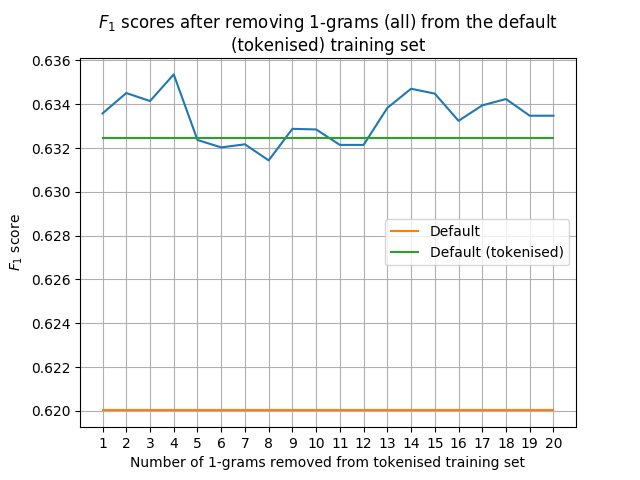 F1 scores after removing 1-grams (all) from the default
(tokenised) training set
0.636
0.634
0.632
0.630
0.628
0.626
0.624
0.622
0.620
F1 score
Default
Default (tokenised)
1 2 3 4 5 6 7 8 9 10 11 12 13 14 15 16 17 18 19 20
Number of 1-grams removed from tokenised training set